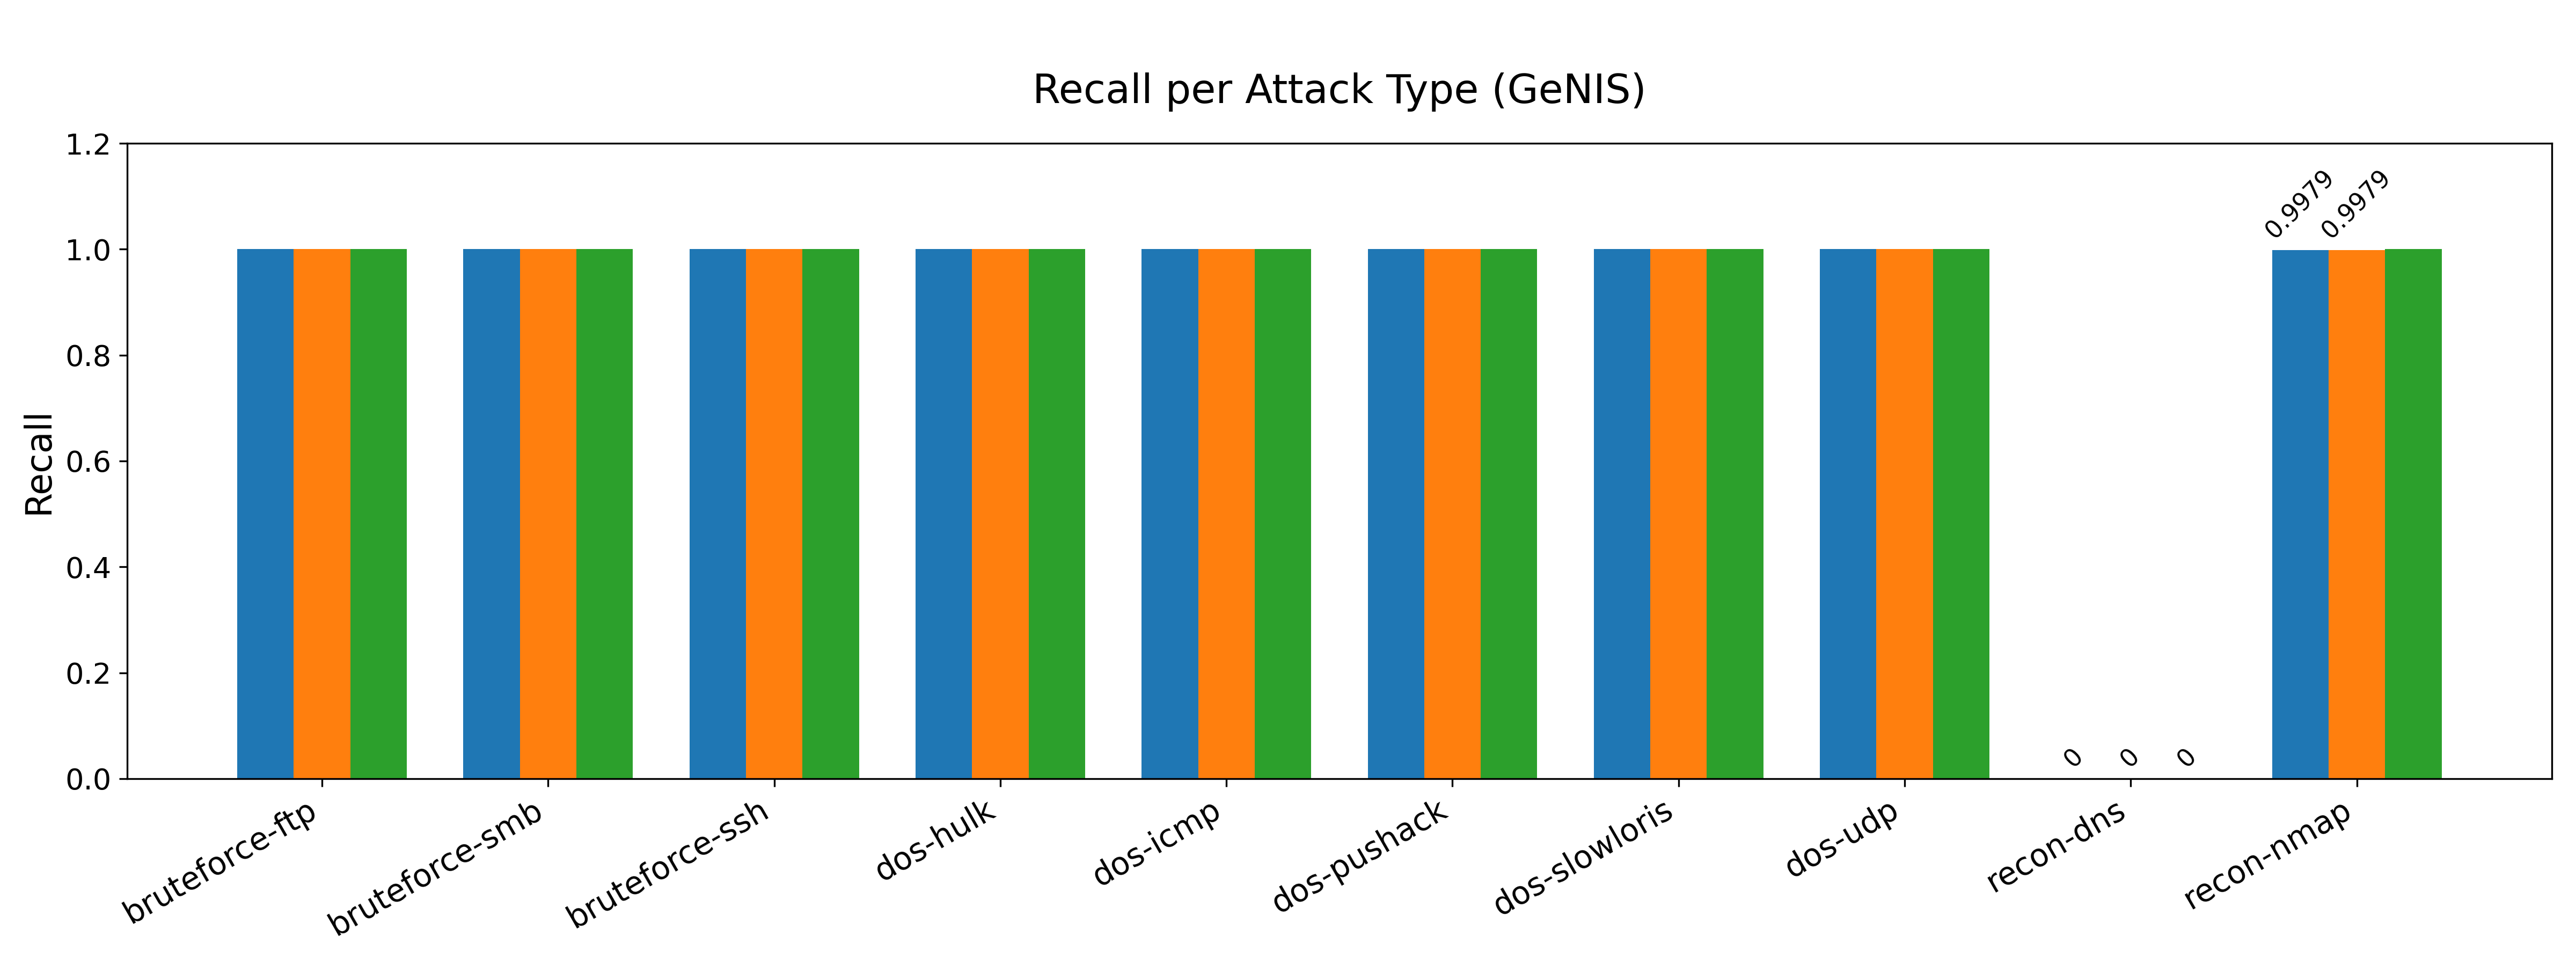 Recall per Attack Type (GeNIS)
1.2
1.0
0.8
0.6
0.4
0.2
0.0
Recall
0.9979
0.9979
0
0
0
bruteforce-ftp
bruteforce-smb
bruteforce-ssh
dos-hulk
dos-icmp
dos-pushack
dos-slowloris
dos-udp
recon-dns
recon-nmap